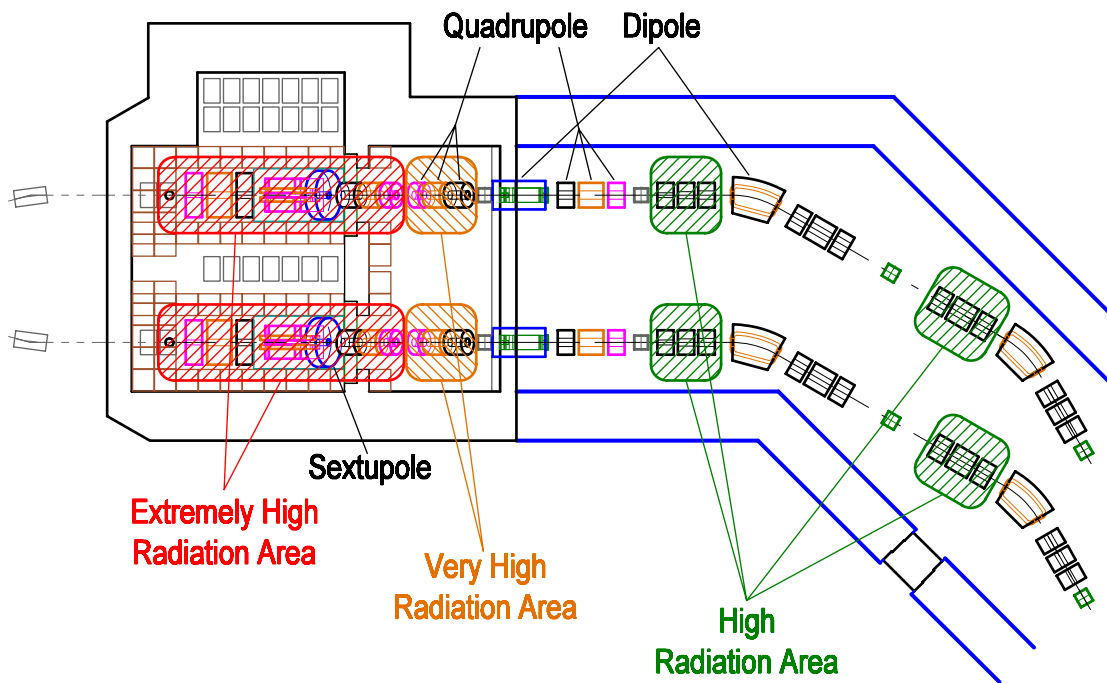 Quadrupole
Dipole
Sextupole
Extremely High
Radiation Area
Very High
Radiation Area
High
Radiation Area